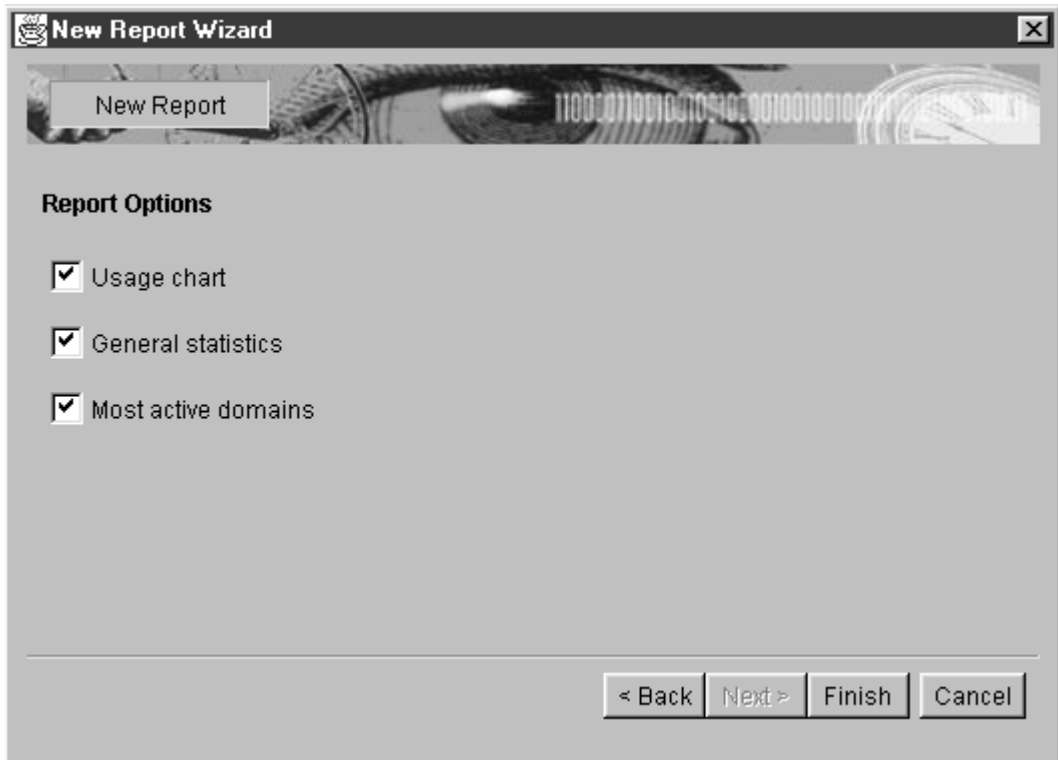 New Report Wizard
New Report
Report Options
Usage chart
General statistics
Most active domains
< Back Next > Finish Cancel